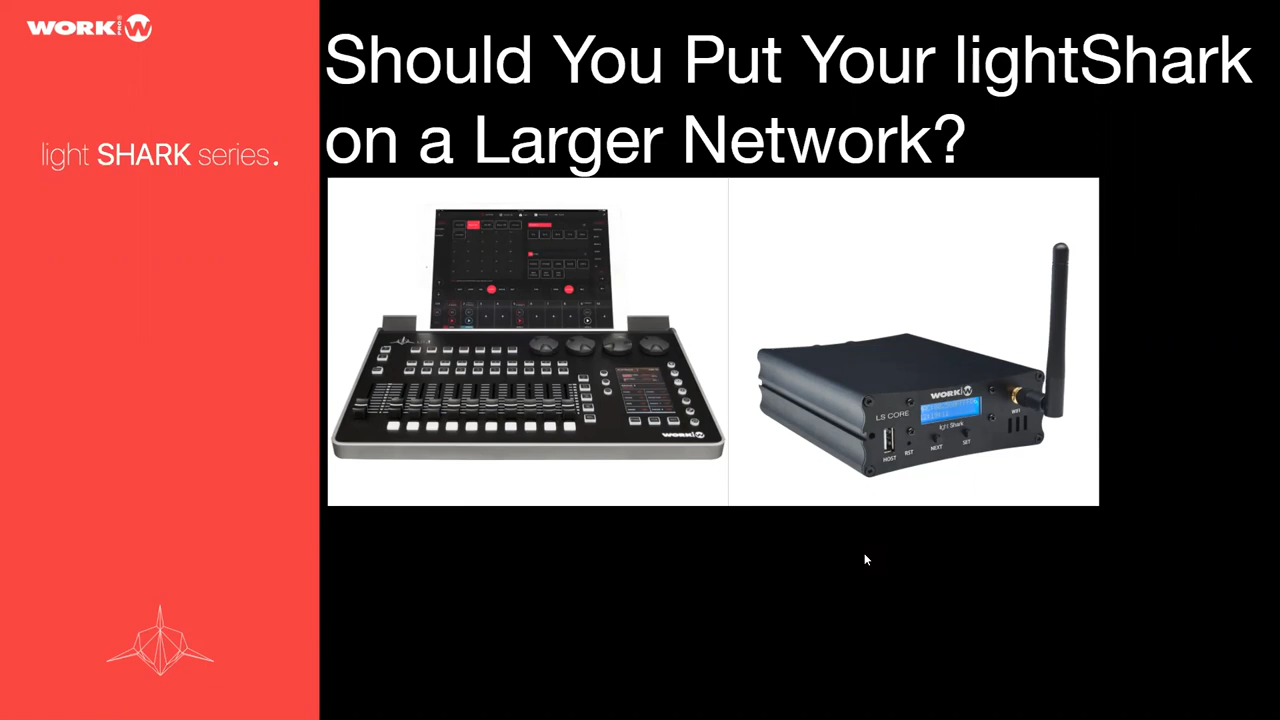 WORK PRO W
light SHARK series.
Should You Put Your lightShark
on a Larger Network?
WORK W
WORK W
LS CORE
HOST
RST
NEXT
SET
WIFI